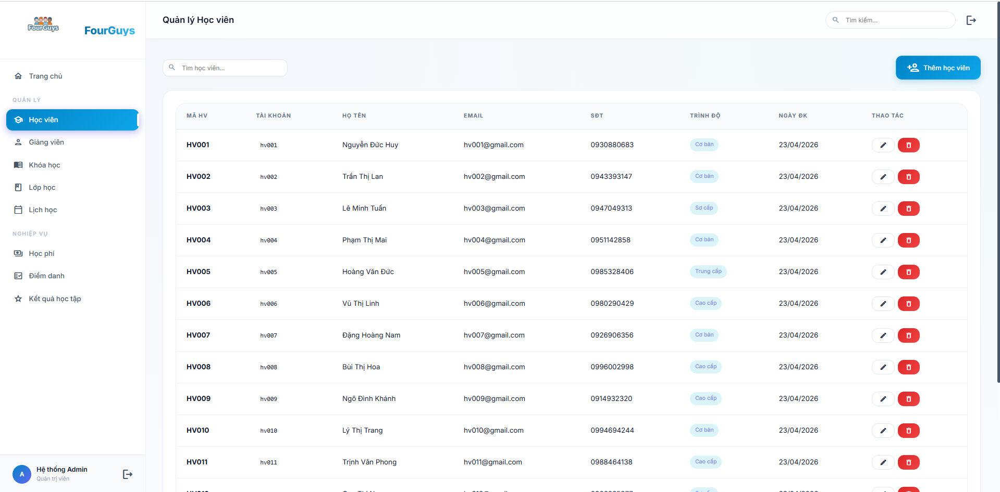 FourGuys
FourGuys
Quản lý Học viên
Tìm kiếm...
Trang chủ
QUẢN LÝ
Học viên
Giảng viên
Khóa học
Lớp học
Lịch học
NGHIỆP VỤ
Học phí
Điểm danh
Kết quả học tập
A
Hệ thống Admin
Quản trị viên
Tìm học viên...
Thêm học viên
MÃ HV TÀI KHOẢN HỌ TÊN EMAIL SĐT TRÌNH ĐỘ NGÀY ĐK THAO TÁC
HV001 hv001 Nguyễn Đức Huy hv001@gmail.com 0930880683 Cơ bản 23/04/2026
HV002 hv002 Trần Thị Lan hv002@gmail.com 0943393147 Cơ bản 23/04/2026
HV003 hv003 Lê Minh Tuấn hv003@gmail.com 0947049313 Sơ cấp 23/04/2026
HV004 hv004 Phạm Thị Mai hv004@gmail.com 0951142858 Cơ bản 23/04/2026
HV005 hv005 Hoàng Văn Đức hv005@gmail.com 0985328406 Trung cấp 23/04/2026
HV006 hv006 Vũ Thị Linh hv006@gmail.com 0980290429 Cao cấp 23/04/2026
HV007 hv007 Đặng Hoàng Nam hv007@gmail.com 0926906356 Cơ bản 23/04/2026
HV008 hv008 Bùi Thị Hoa hv008@gmail.com 0996002998 Cao cấp 23/04/2026
HV009 hv009 Ngô Đình Khánh hv009@gmail.com 0914932320 Cao cấp 23/04/2026
HV010 hv010 Lý Thị Trang hv010@gmail.com 0994694244 Cơ bản 23/04/2026
HV011 hv011 Trịnh Văn Phong hv011@gmail.com 0988464138 Cao cấp 23/04/2026